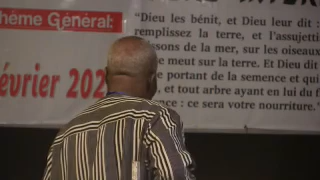 hème Général:
"Dieu les bénit, et Dieu leur dit :
remplissez la terre, et l'assujetti
ssons de la mer, sur les oiseaux
e meut sur la terre. Et Dieu dit
portant de la semence et qui
et tout arbre ayant en lui du f
ence : ce sera votre nourriture."
évrier 202